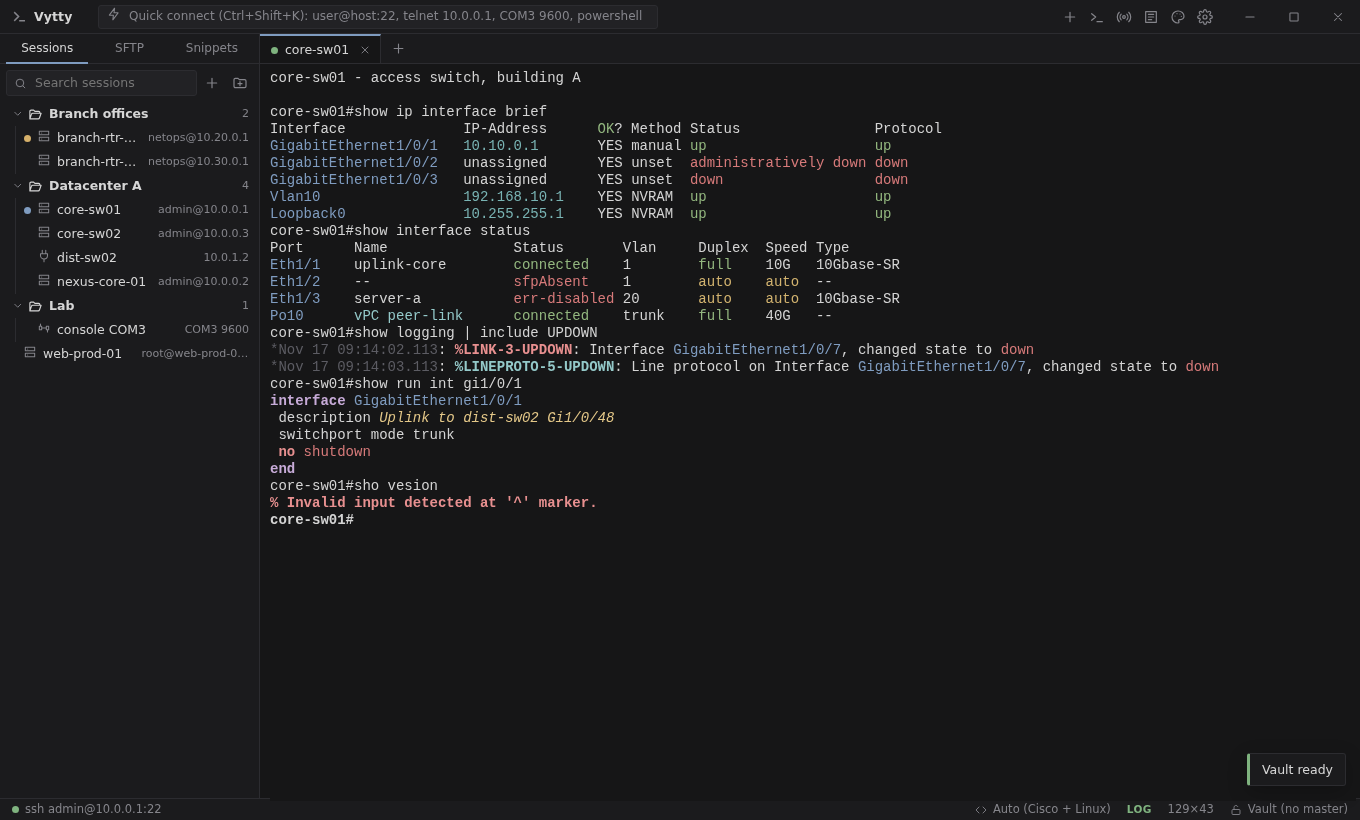 Vytty
Quick connect (Ctrl+Shift+K): user@host:22, telnet 10.0.0.1, COM3 9600, powershell
Sessions SFTP Snippets
core-sw01
Search sessions
Branch offices 2
branch-rtr-... netops@10.20.0.1
branch-rtr-... netops@10.30.0.1
Datacenter A 4
core-sw01 admin@10.0.0.1
core-sw02 admin@10.0.0.3
dist-sw02 10.0.1.2
nexus-core-01 admin@10.0.0.2
Lab 1
console COM3 COM3 9600
web-prod-01 root@web-prod-0...
core-sw01 - access switch, building A
core-sw01#show ip interface brief
Interface IP-Address OK? Method Status Protocol
GigabitEthernet1/0/1 10.10.0.1 YES manual up up
GigabitEthernet1/0/2 unassigned YES unset administratively down down
GigabitEthernet1/0/3 unassigned YES unset down down
Vlan10 192.168.10.1 YES NVRAM up up
Loopback0 10.255.255.1 YES NVRAM up up
core-sw01#show interface status
Port Name Status Vlan Duplex Speed Type
Eth1/1 uplink-core connected 1 full 10G 10Gbase-SR
Eth1/2 -- sfpAbsent 1 auto auto --
Eth1/3 server-a err-disabled 20 auto auto 10Gbase-SR
Po10 vPC peer-link connected trunk full 40G --
core-sw01#show logging | include UPDOWN
*Nov 17 09:14:02.113: %LINK-3-UPDOWN: Interface GigabitEthernet1/0/7, changed state to down
*Nov 17 09:14:03.113: %LINEPROTO-5-UPDOWN: Line protocol on Interface GigabitEthernet1/0/7, changed state to down
core-sw01#show run int gi1/0/1
interface GigabitEthernet1/0/1
description Uplink to dist-sw02 Gi1/0/48
switchport mode trunk
no shutdown
end
core-sw01#sho vesion
% Invalid input detected at '^' marker.
core-sw01#
Vault ready
ssh admin@10.0.0.1:22
Auto (Cisco + Linux) LOG 129×43 Vault (no master)